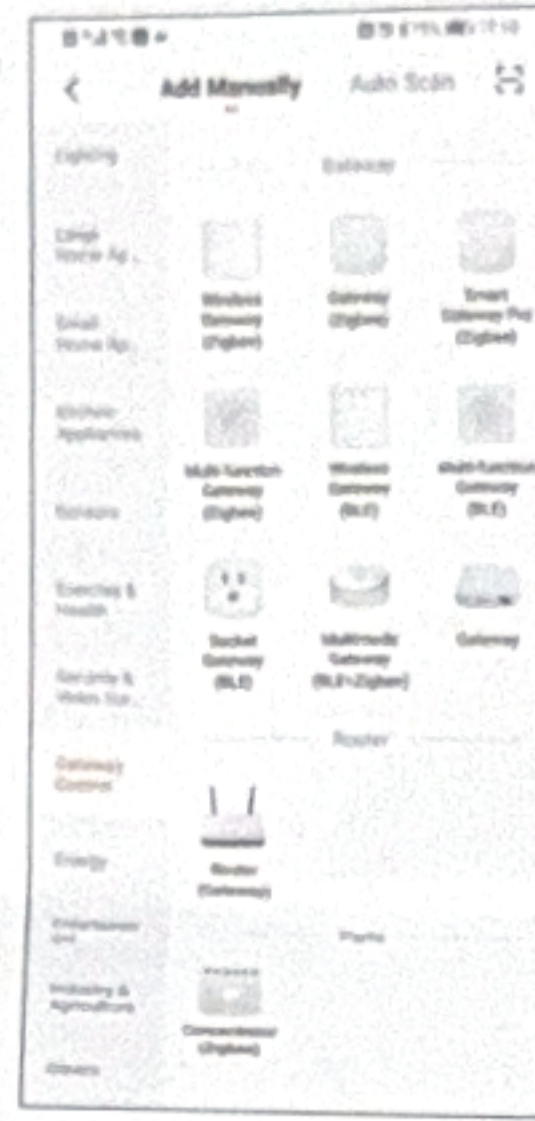 Add Manually
Auto Scan
Lighting
Gateway
Large
Home Ap...
Small
Home Ap...
Kitchen
Appliances
Sensors
Exercise &
Health
Security &
Video Sur...
Gateway
Control
Energy
Entertainment
Industry &
Agriculture
Others
Wireless
Gateway
(Zigbee)
Gateway
(Zigbee)
Smart
Gateway Pro
(Zigbee)
Multi-function
Gateway
(Zigbee)
Wireless
Gateway
(BLE)
Multi-function
Gateway
(BLE)
Socket
Gateway
(BLE)
Multimode
Gateway
(BLE+Zigbee)
Gateway
Router
Router
(Gateway)
Parts
Concentrator
(Zigbee)